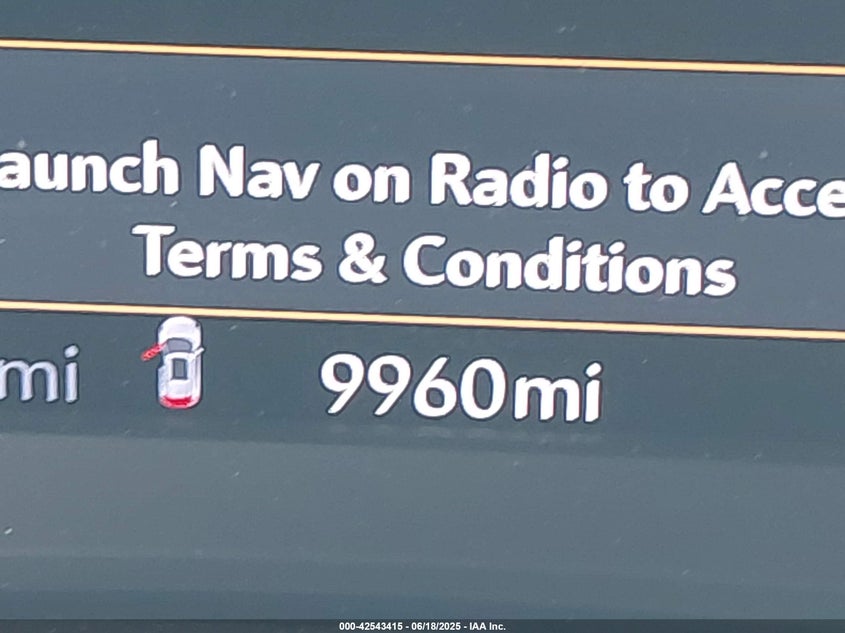 aunch Nav on Radio to Acce
Terms & Conditions
mi
9960mi
000-42543415 - 06/18/2025 - IAA Inc.